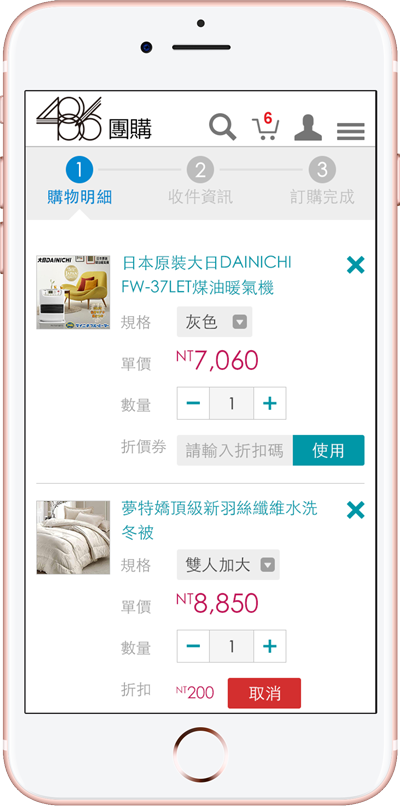 486 團購
6
1 2 3
購物明細 收件資訊 訂購完成
大日DAINICHI
日本原裝大日DAINICHI
FW-37LET煤油暖氣機
規格 灰色
單價 NT7,060
數量 − 1 +
折價券 請輸入折扣碼 使用
夢特嬌頂級新羽絲纖維水洗
冬被
規格 雙人加大
單價 NT8,850
數量 − 1 +
折扣 NT200 取消